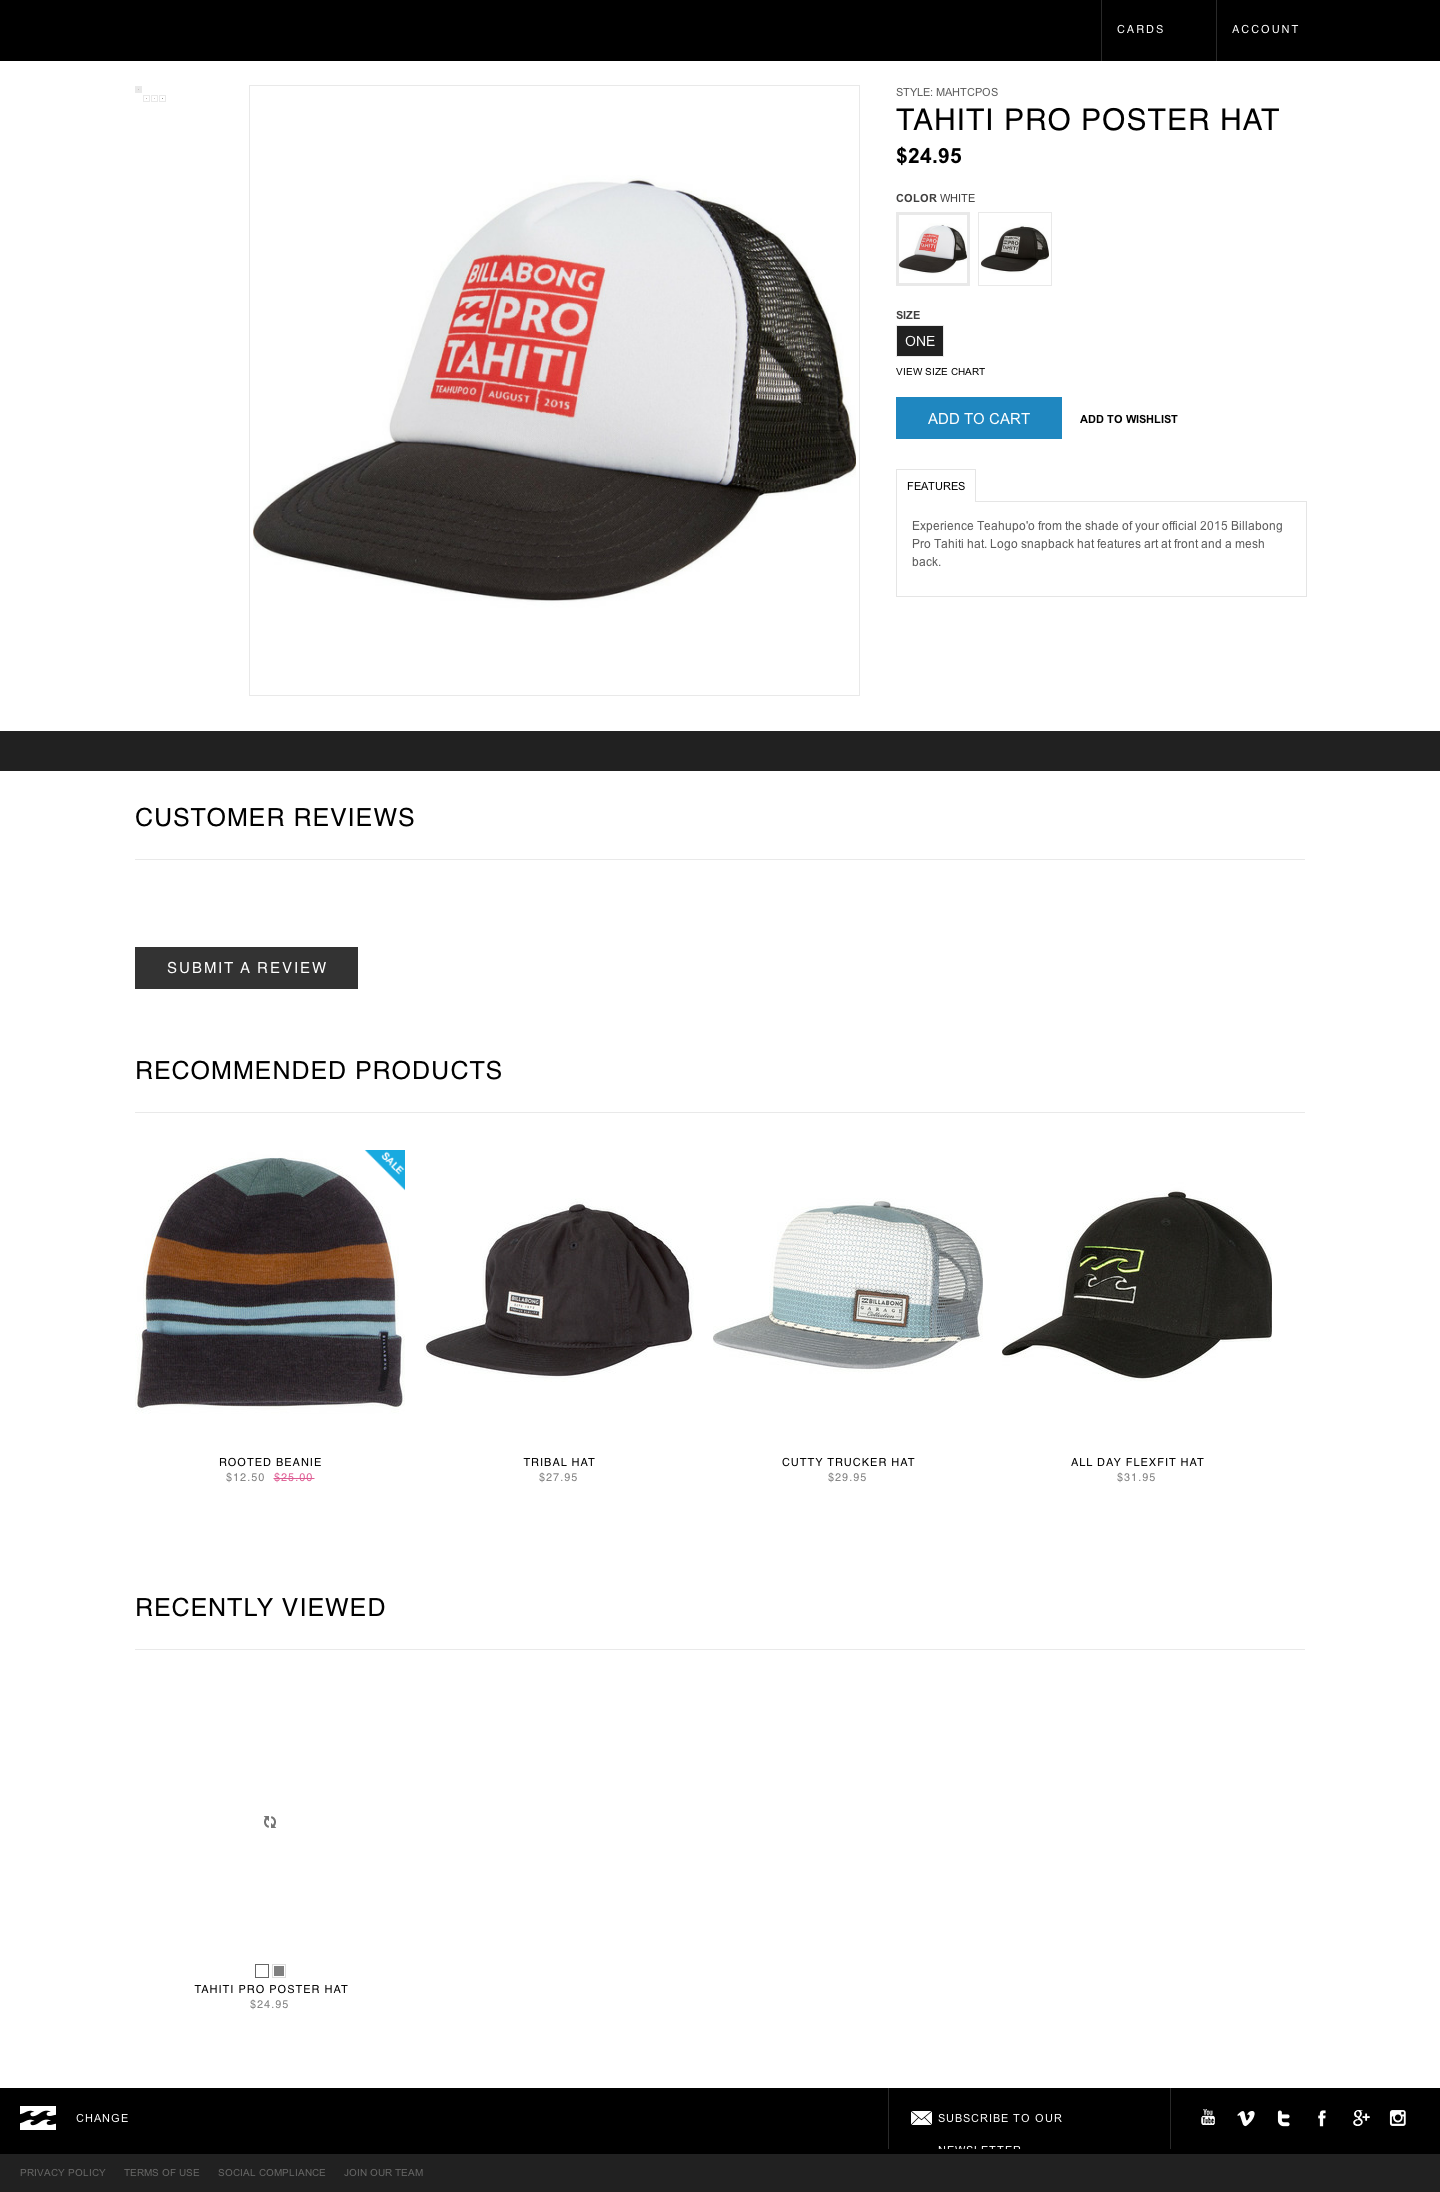 CARDS
ACCOUNT
STYLE: MAHTCPOS
TAHITI PRO POSTER HAT
$24.95
COLOR WHITE
SIZE
ONE
VIEW SIZE CHART
ADD TO CART
ADD TO WISHLIST
FEATURES
Experience Teahupo'o from the shade of your official 2015 Billabong
Pro Tahiti hat. Logo snapback hat features art at front and a mesh
back.
BILLABONG
PRO
TAHITI
TEAHUPOO AUGUST 2015
CUSTOMER REVIEWS
SUBMIT A REVIEW
RECOMMENDED PRODUCTS
SALE
BILLABONG
BILLABONG
GARAGE
Collection
ROOTED BEANIE
$12.50 $25.00
TRIBAL HAT
$27.95
CUTTY TRUCKER HAT
$29.95
ALL DAY FLEXFIT HAT
$31.95
RECENTLY VIEWED
TAHITI PRO POSTER HAT
$24.95
CHANGE
SUBSCRIBE TO OUR
NEWSLETTER
PRIVACY POLICY
TERMS OF USE
SOCIAL COMPLIANCE
JOIN OUR TEAM